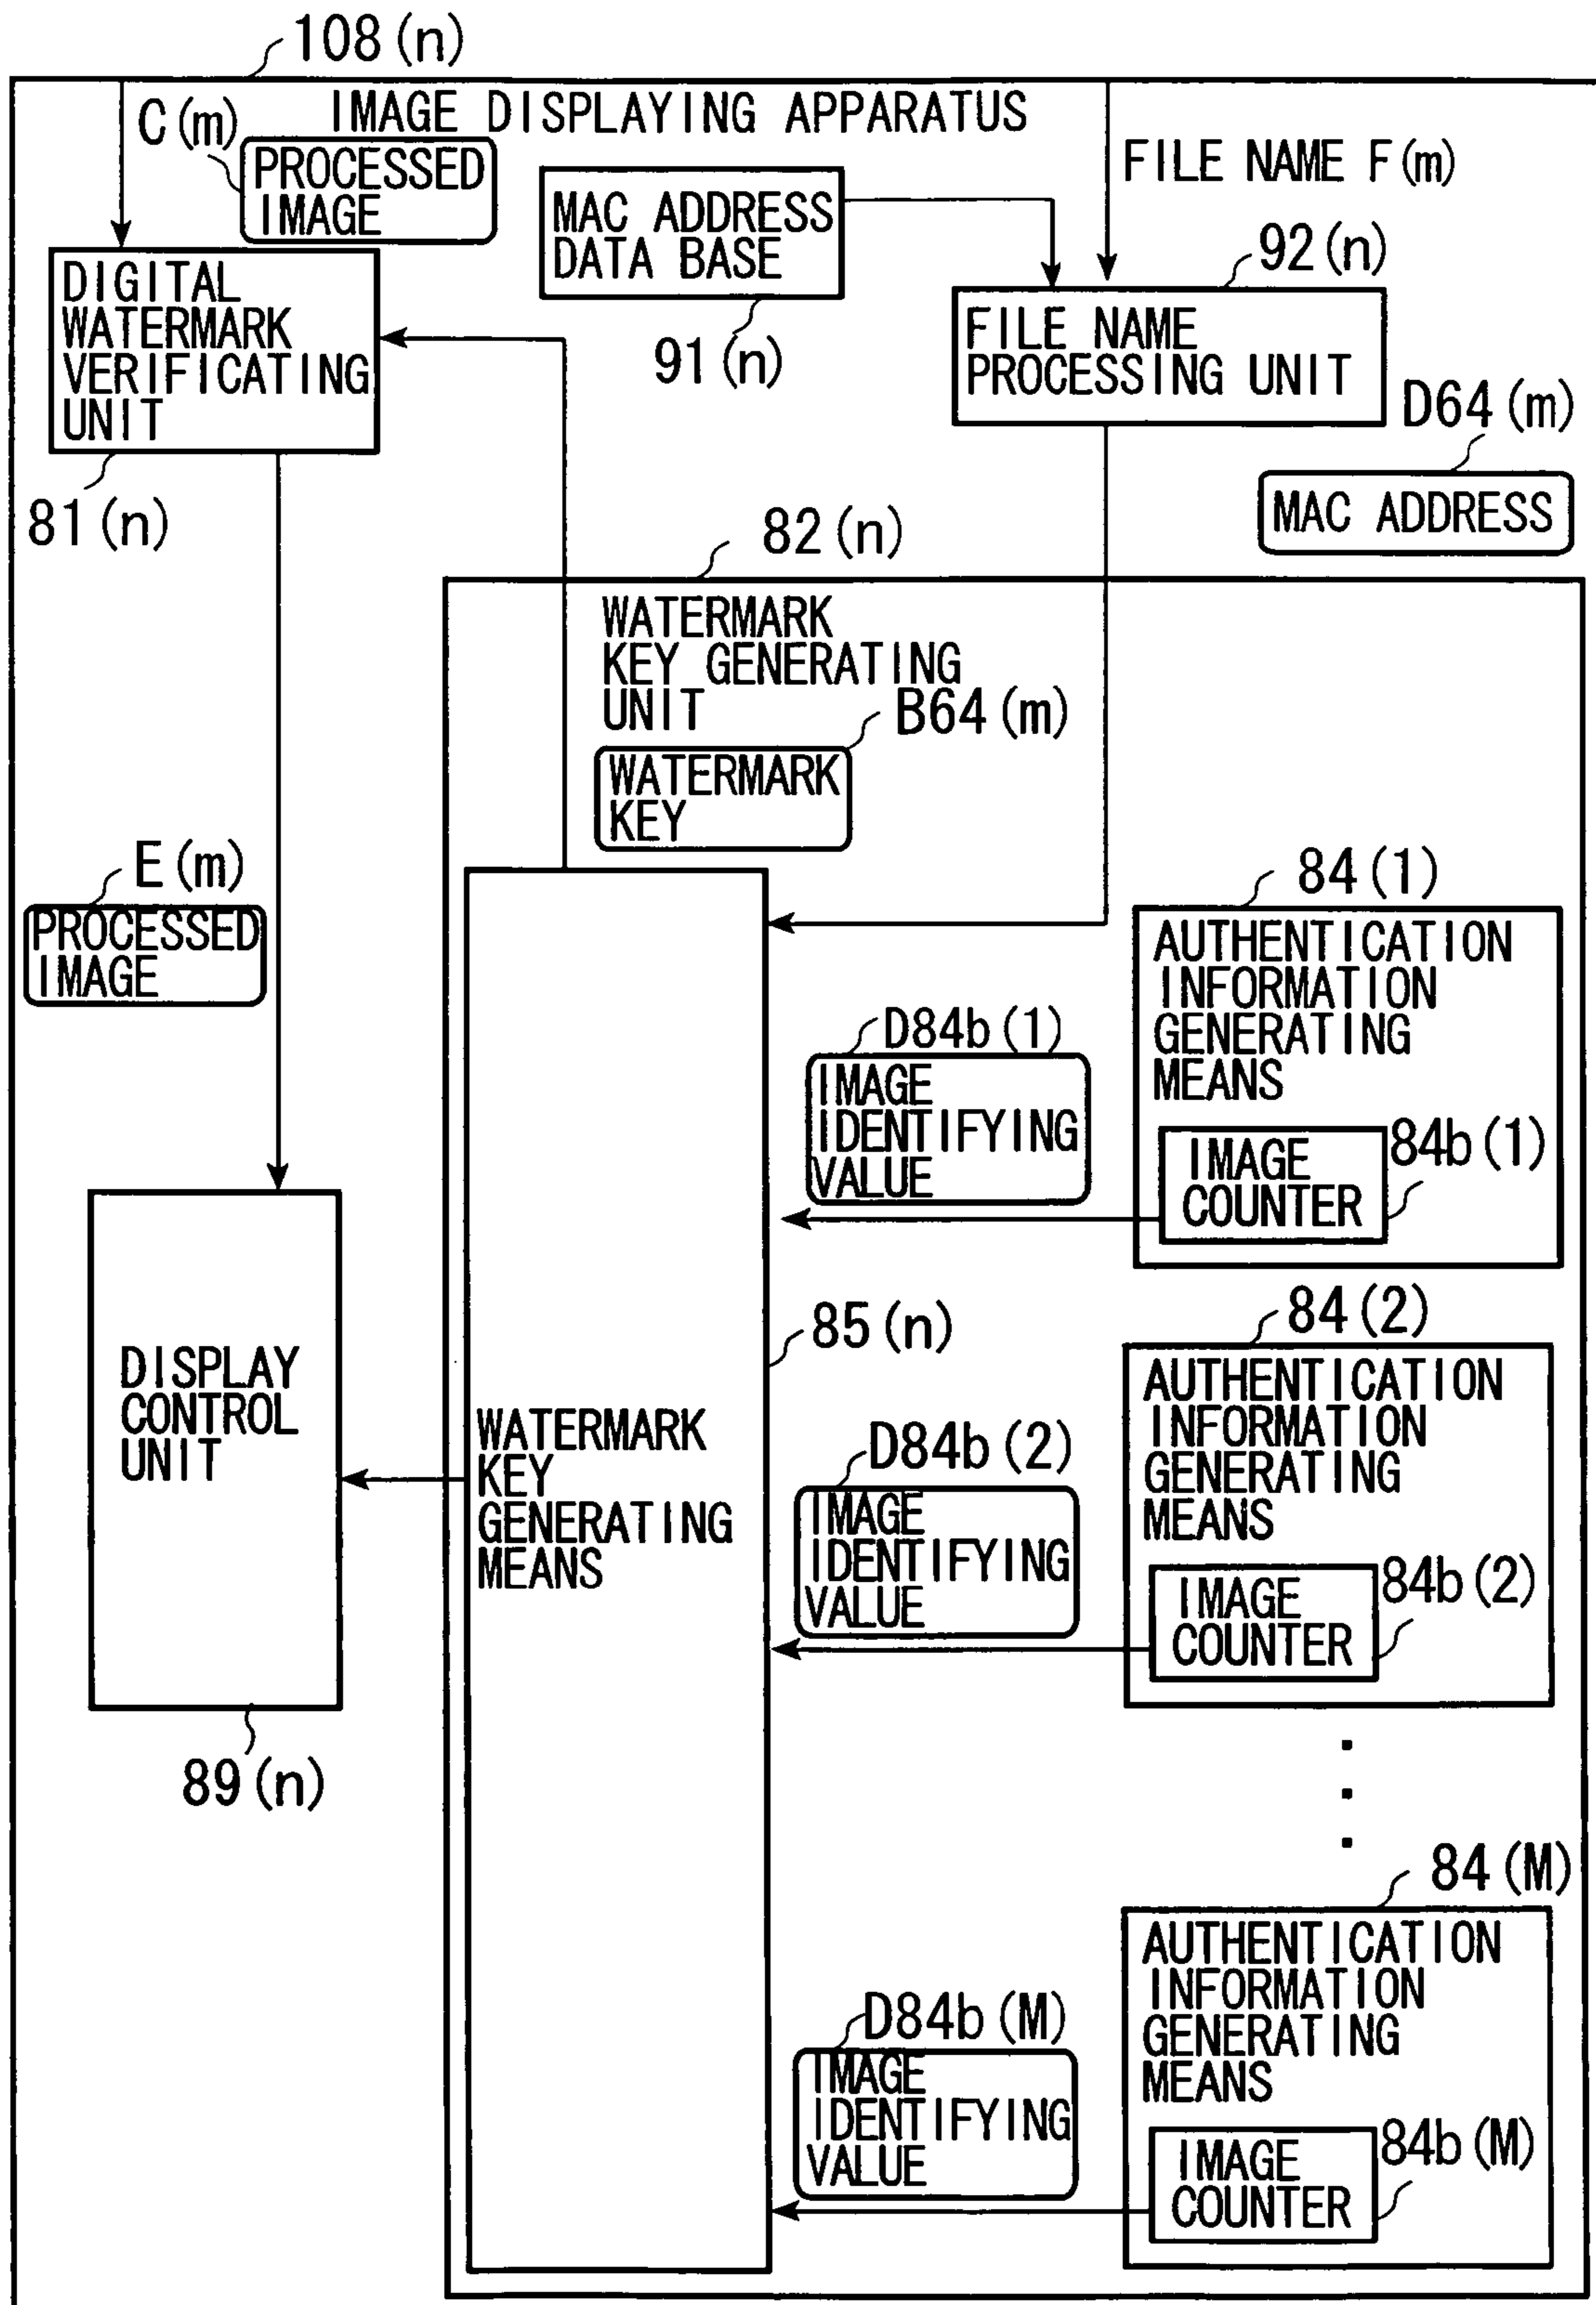 108(n)
IMAGE DISPLAYING APPARATUS
C(m)
PROCESSED
IMAGE
FILE NAME F(m)
MAC ADDRESS
DATA BASE
91(n)
92(n)
FILE NAME
PROCESSING UNIT
DIGITAL
WATERMARK
VERIFICATING
UNIT
81(n)
D64(m)
MAC ADDRESS
82(n)
WATERMARK
KEY GENERATING
UNIT
B64(m)
WATERMARK
KEY
E(m)
PROCESSED
IMAGE
84(1)
AUTHENTICATION
INFORMATION
GENERATING
MEANS
D84b(1)
IMAGE
IDENTIFYING
VALUE
84b(1)
IMAGE
COUNTER
85(n)
84(2)
AUTHENTICATION
INFORMATION
GENERATING
MEANS
DISPLAY
CONTROL
UNIT
89(n)
WATERMARK
KEY
GENERATING
MEANS
D84b(2)
IMAGE
IDENTIFYING
VALUE
84b(2)
IMAGE
COUNTER
84(M)
AUTHENTICATION
INFORMATION
GENERATING
MEANS
D84b(M)
IMAGE
IDENTIFYING
VALUE
84b(M)
IMAGE
COUNTER